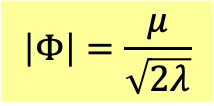 |Φ| = μ / √(2λ)